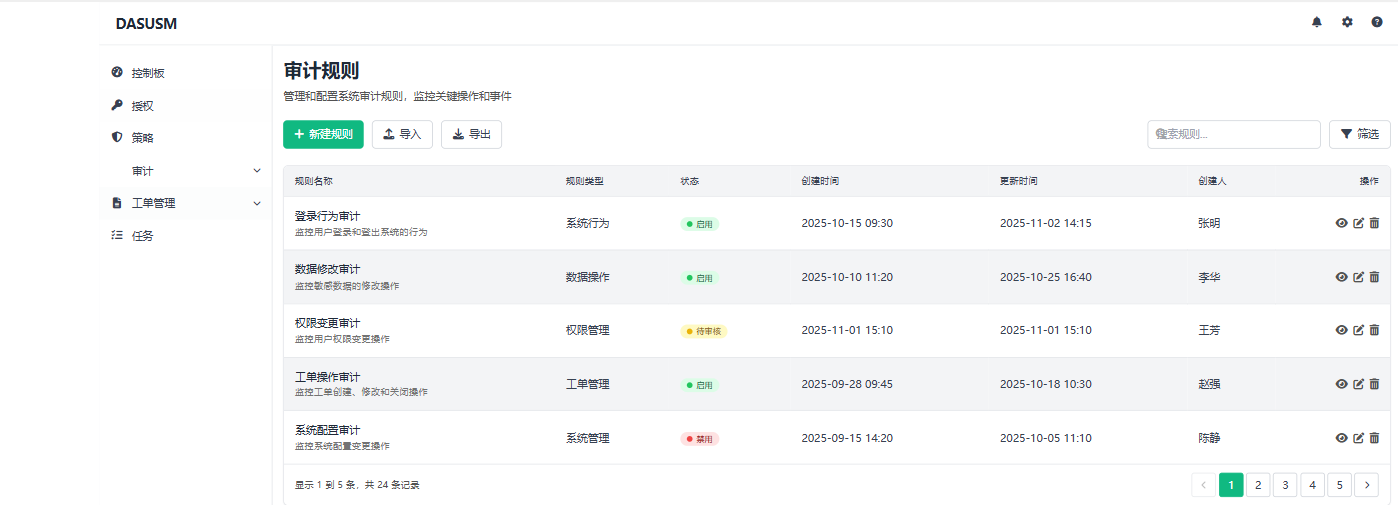 DASUSM
控制板
授权
策略
审计
工单管理
任务
审计规则
管理和配置系统审计规则，监控关键操作和事件
新建规则 导入 导出 搜索规则... 筛选
规则名称 规则类型 状态 创建时间 更新时间 创建人 操作
登录行为审计
监控用户登录和登出系统的行为
系统行为 启用 2025-10-15 09:30 2025-11-02 14:15 张明
数据修改审计
监控敏感数据的修改操作
数据操作 启用 2025-10-10 11:20 2025-10-25 16:40 李华
权限变更审计
监控用户权限变更操作
权限管理 待审核 2025-11-01 15:10 2025-11-01 15:10 王芳
工单操作审计
监控工单创建、修改和关闭操作
工单管理 启用 2025-09-28 09:45 2025-10-18 10:30 赵强
系统配置审计
监控系统配置变更操作
系统管理 禁用 2025-09-15 14:20 2025-10-05 11:10 陈静
显示 1 到 5 条，共 24 条记录
1 2 3 4 5